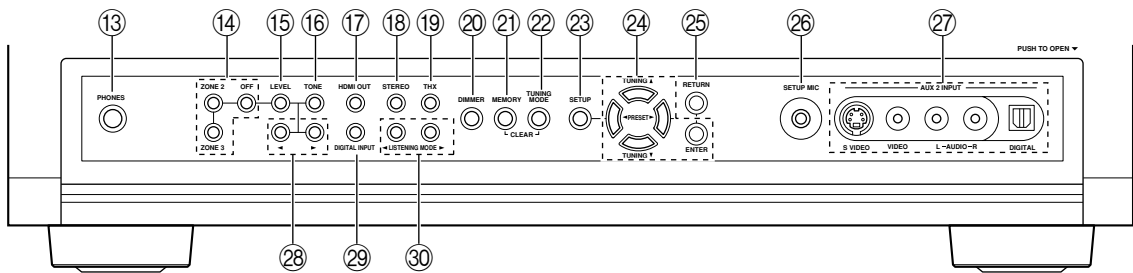 ⑬ ⑭ ⑮ ⑯ ⑰ ⑱ ⑲ ⑳ ㉑ ㉒ ㉓ ㉔ ㉕ ㉖ ㉗
PUSH TO OPEN ▼
PHONES
ZONE 2 OFF LEVEL TONE HDMI OUT STEREO THX
ZONE 3
◄ ►
DIGITAL INPUT
◄ LISTENING MODE ►
DIMMER MEMORY TUNING MODE SETUP
CLEAR
TUNING ▲
◄PRESET►
TUNING ▼
RETURN
ENTER
SETUP MIC
AUX 2 INPUT
S VIDEO VIDEO L–AUDIO–R DIGITAL
㉘ ㉙ ㉚